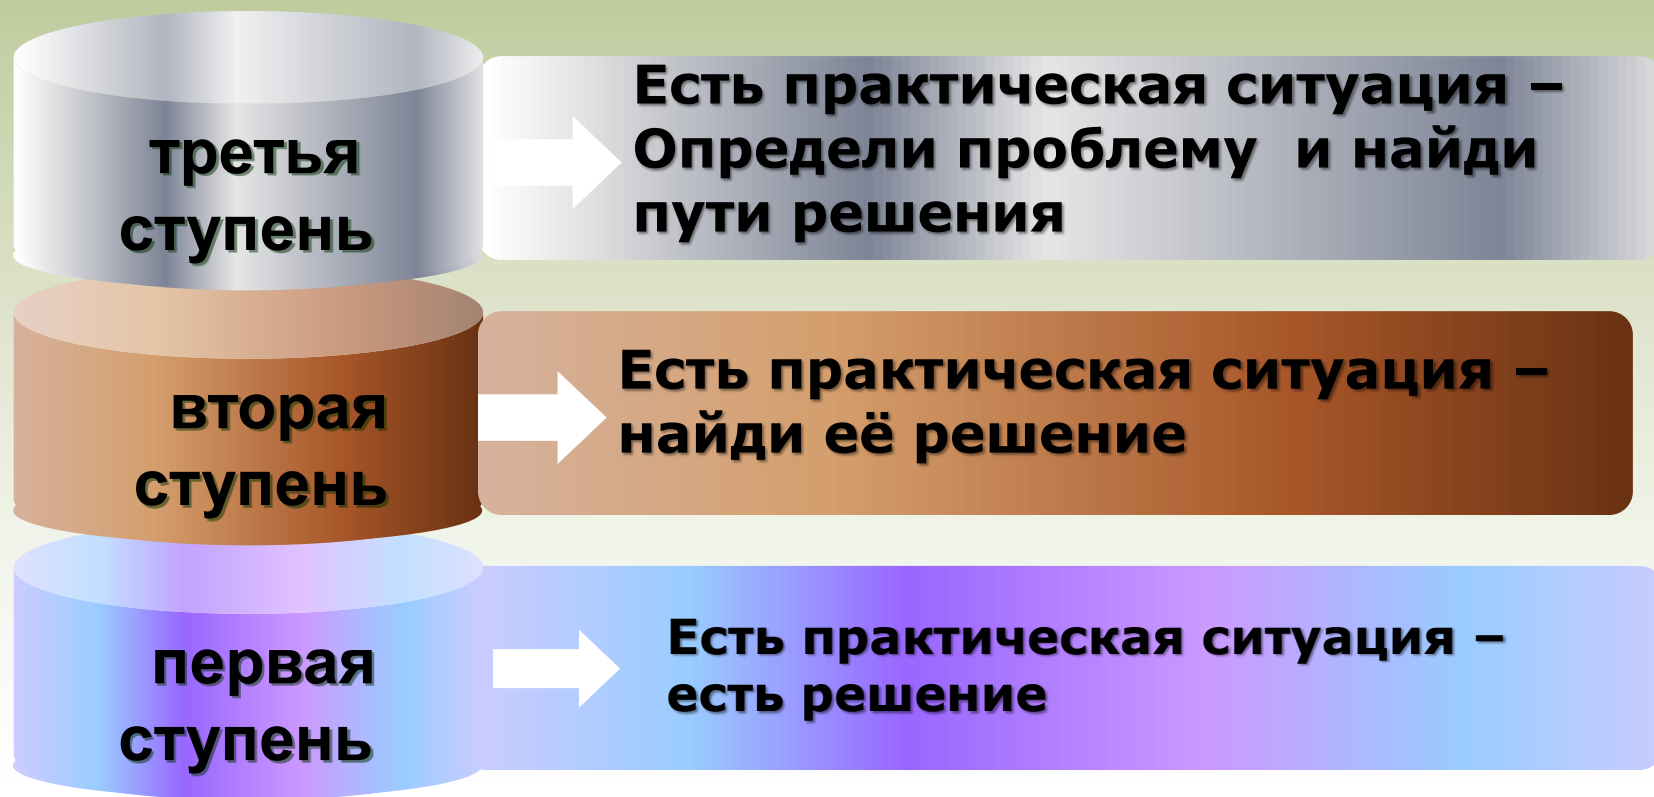 третья
ступень
Есть практическая ситуация –
Определи проблему и найди
пути решения
вторая
ступень
Есть практическая ситуация –
найди её решение
первая
ступень
Есть практическая ситуация –
есть решение